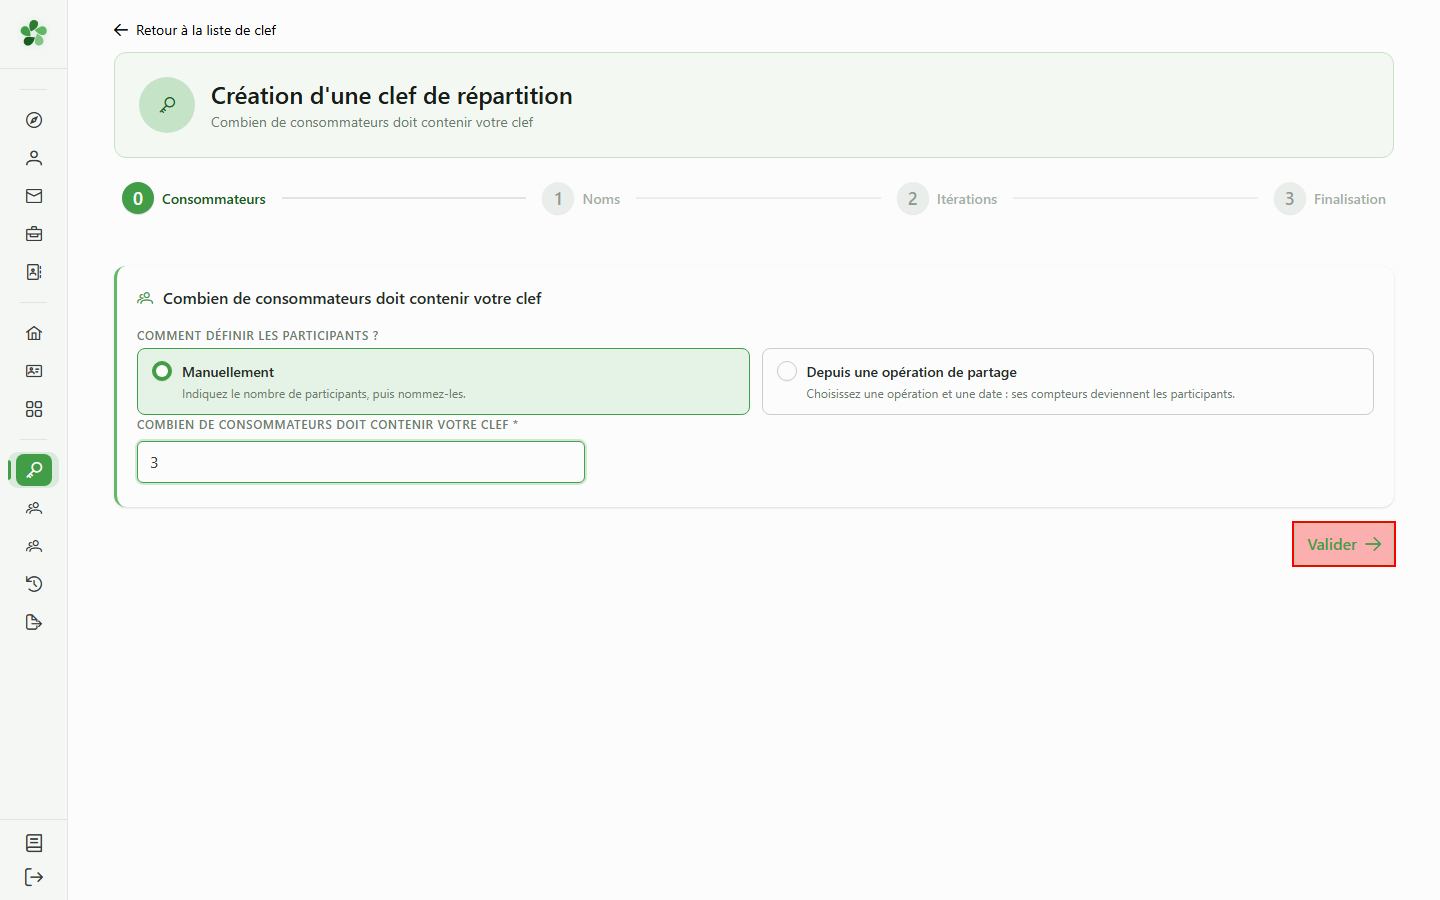 Retour à la liste de clef
Création d'une clef de répartition
Combien de consommateurs doit contenir votre clef
0 Consommateurs
1 Noms
2 Itérations
3 Finalisation
Combien de consommateurs doit contenir votre clef
COMMENT DÉFINIR LES PARTICIPANTS ?
Manuellement
Indiquez le nombre de participants, puis nommez-les.
Depuis une opération de partage
Choisissez une opération et une date : ses compteurs deviennent les participants.
COMBIEN DE CONSOMMATEURS DOIT CONTENIR VOTRE CLEF *
3
Valider